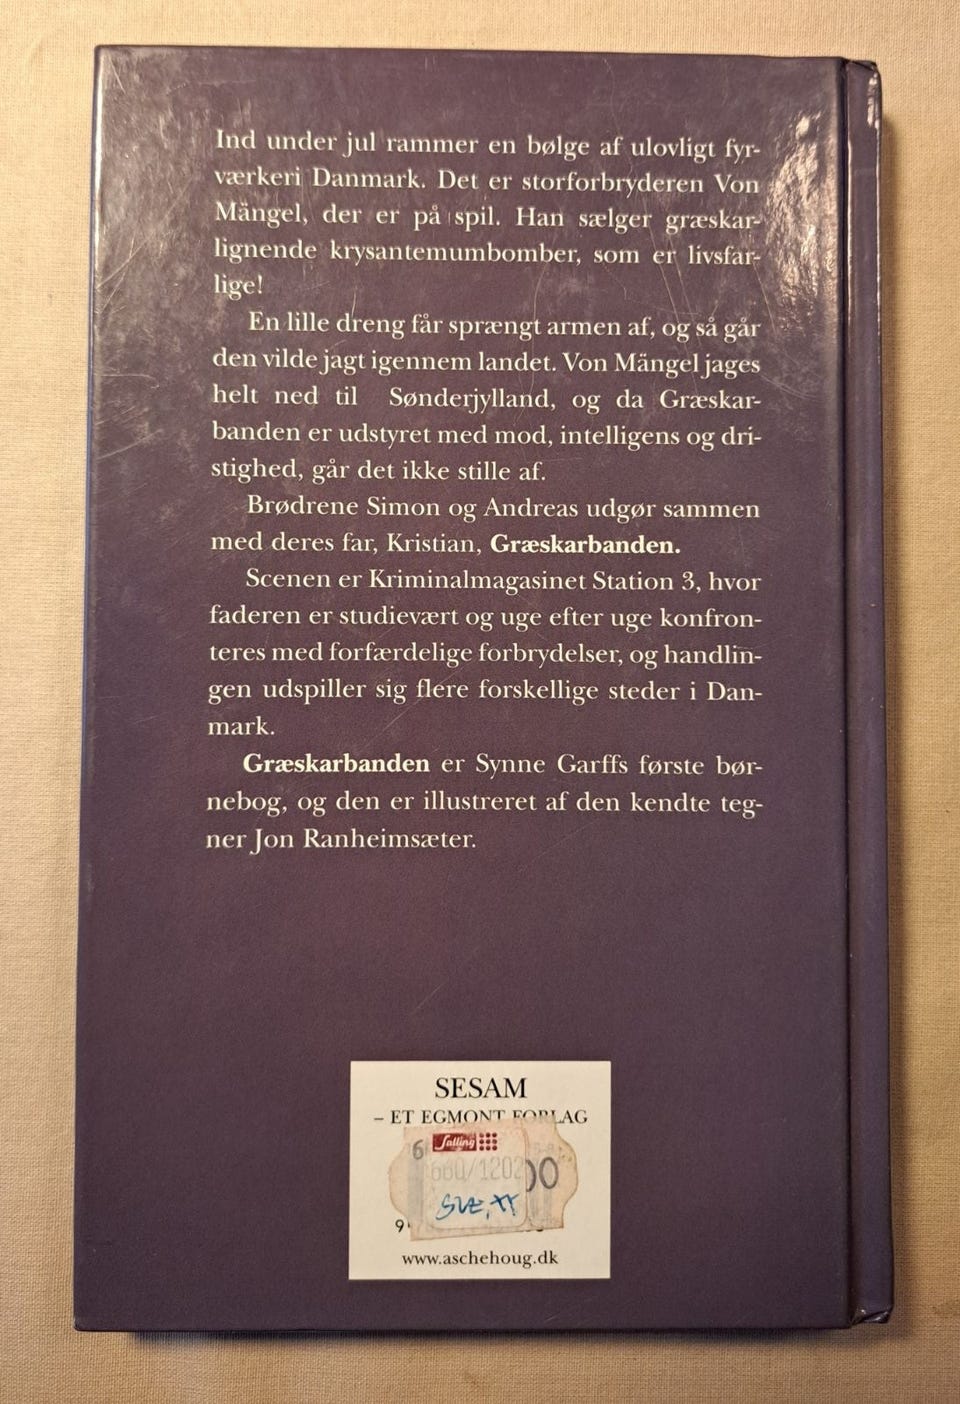 Ind under jul rammer en bølge af ulovligt fyr-
værkeri Danmark. Det er storforbryderen Von
Mängel, der er på spil. Han sælger græskar-
lignende krysantemumbomber, som er livsfar-
lige!
En lille dreng får sprængt armen af, og så går
den vilde jagt igennem landet. Von Mängel jages
helt ned til Sønderjylland, og da Græskar-
banden er udstyret med mod, intelligens og dri-
stighed, går det ikke stille af.
Brødrene Simon og Andreas udgør sammen
med deres far, Kristian, Græskarbanden.
Scenen er Kriminalmagasinet Station 3, hvor
faderen er studievært og uge efter uge konfron-
teres med forfærdelige forbrydelser, og handlin-
gen udspiller sig flere forskellige steder i Dan-
mark.
Græskarbanden er Synne Garffs første bør-
nebog, og den er illustreret af den kendte teg-
ner Jon Ranheimsæter.
SESAM
– ET EGMONT FORLAG
Salling
660/1202
www.aschehoug.dk